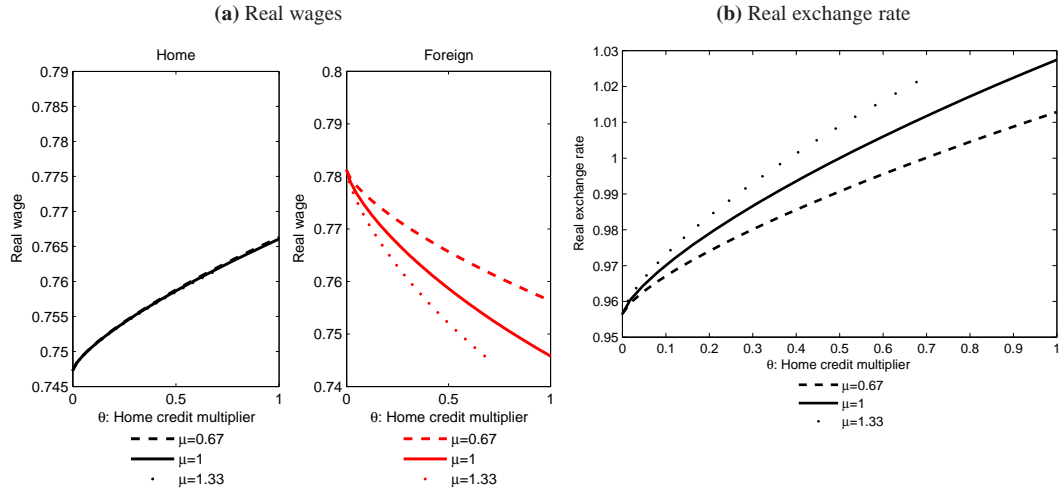 (a) Real wages
Home
Real wage
0.79
0.785
0.78
0.775
0.77
0.765
0.76
0.755
0.75
0.745
0
0.5
1
θ: Home credit multiplier
μ=0.67
μ=1
μ=1.33
Foreign
0.8
0.79
0.78
0.77
0.76
0.75
0.74
0
0.5
1
θ: Home credit multiplier
μ=0.67
μ=1
μ=1.33
(b) Real exchange rate
Real exchange rate
1.03
1.02
1.01
1
0.99
0.98
0.97
0.96
0.95
0 0.1 0.2 0.3 0.4 0.5 0.6 0.7 0.8 0.9 1
θ: Home credit multiplier
μ=0.67
μ=1
μ=1.33